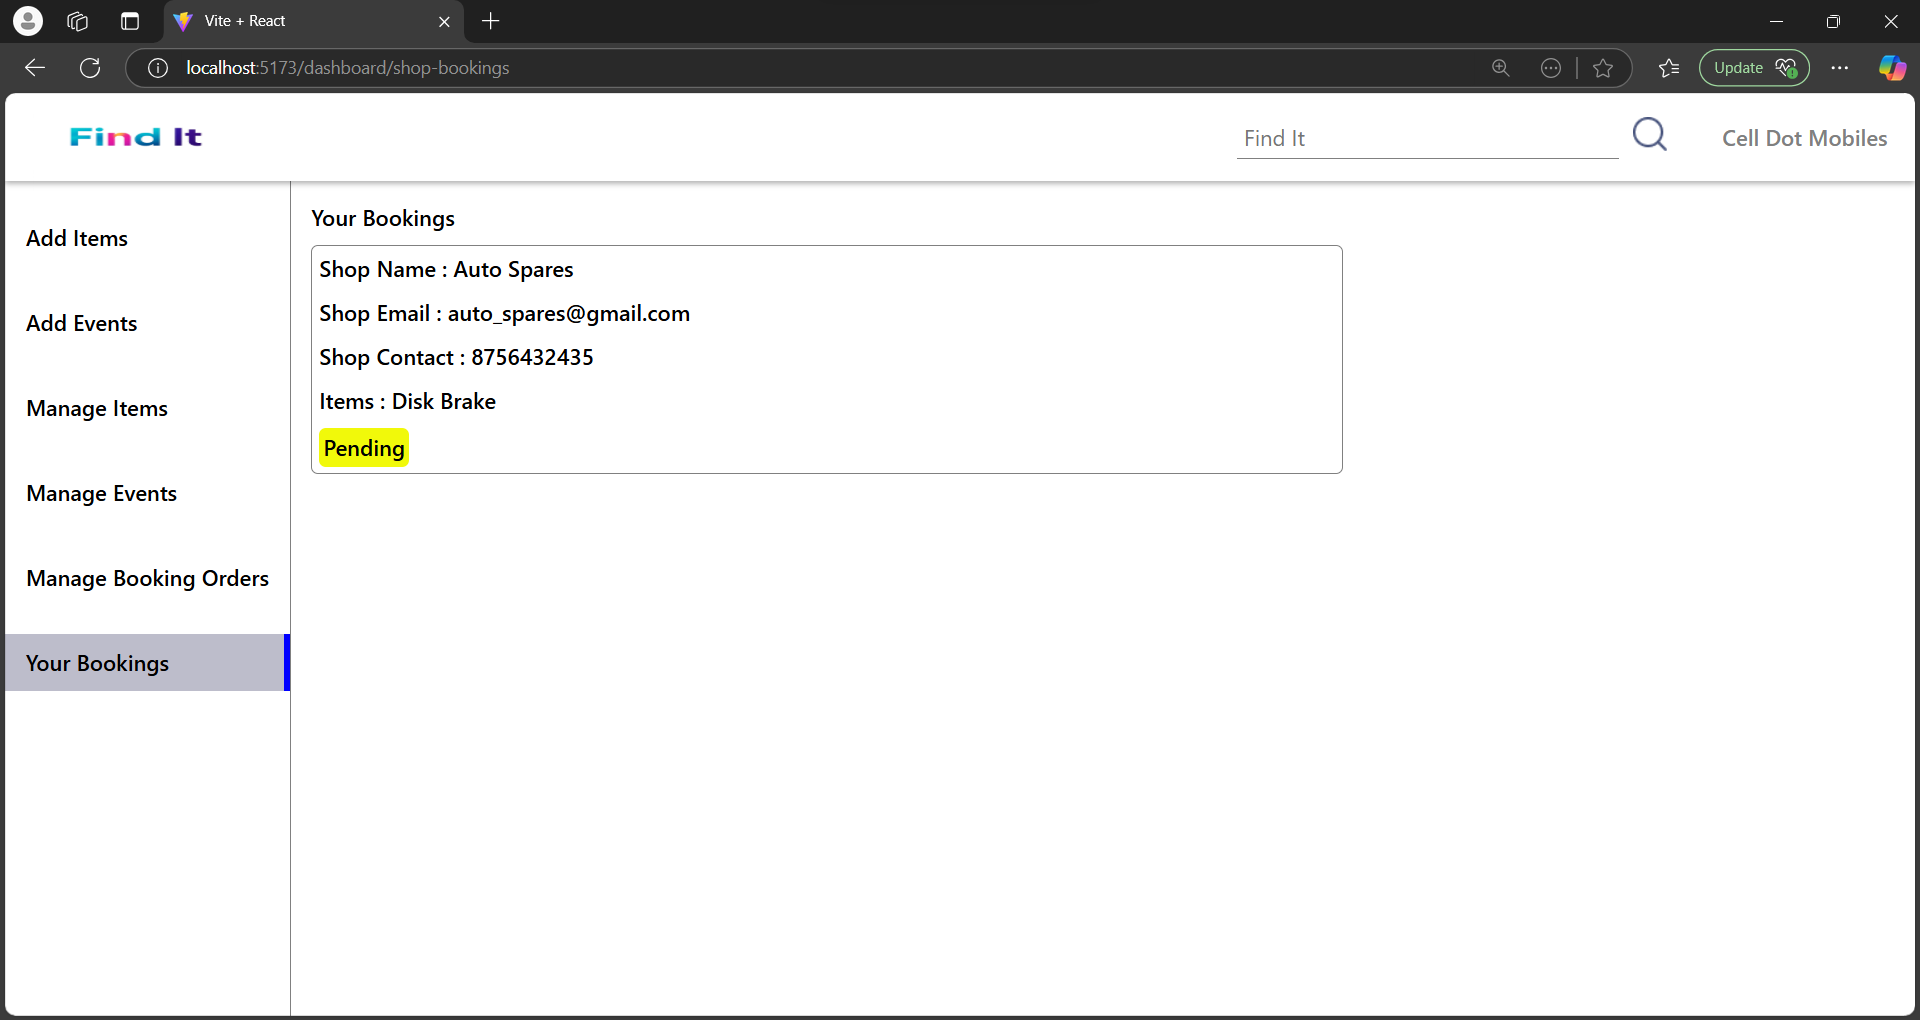 Vite + React
localhost:5173/dashboard/shop-bookings
Update
Find It
Find It
Cell Dot Mobiles
Add Items
Add Events
Manage Items
Manage Events
Manage Booking Orders
Your Bookings
Your Bookings
Shop Name : Auto Spares
Shop Email : auto_spares@gmail.com
Shop Contact : 8756432435
Items : Disk Brake
Pending